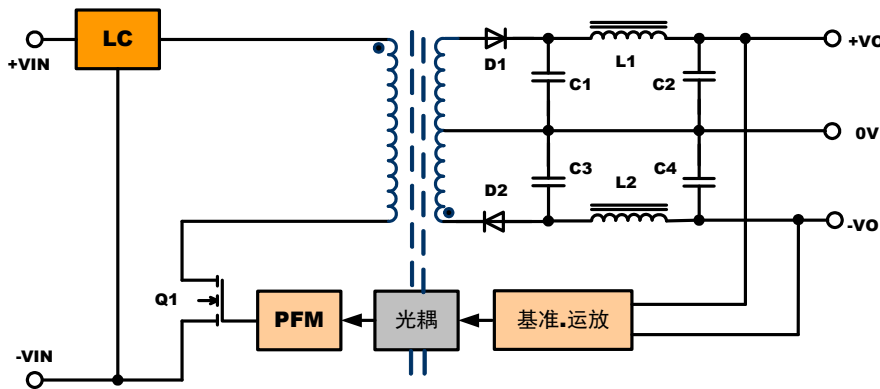 LC
+VIN
D1
C1
L1
C2
+VO
0V
C3
C4
D2
L2
-VO
Q1
PFM
光耦
基准.运放
-VIN